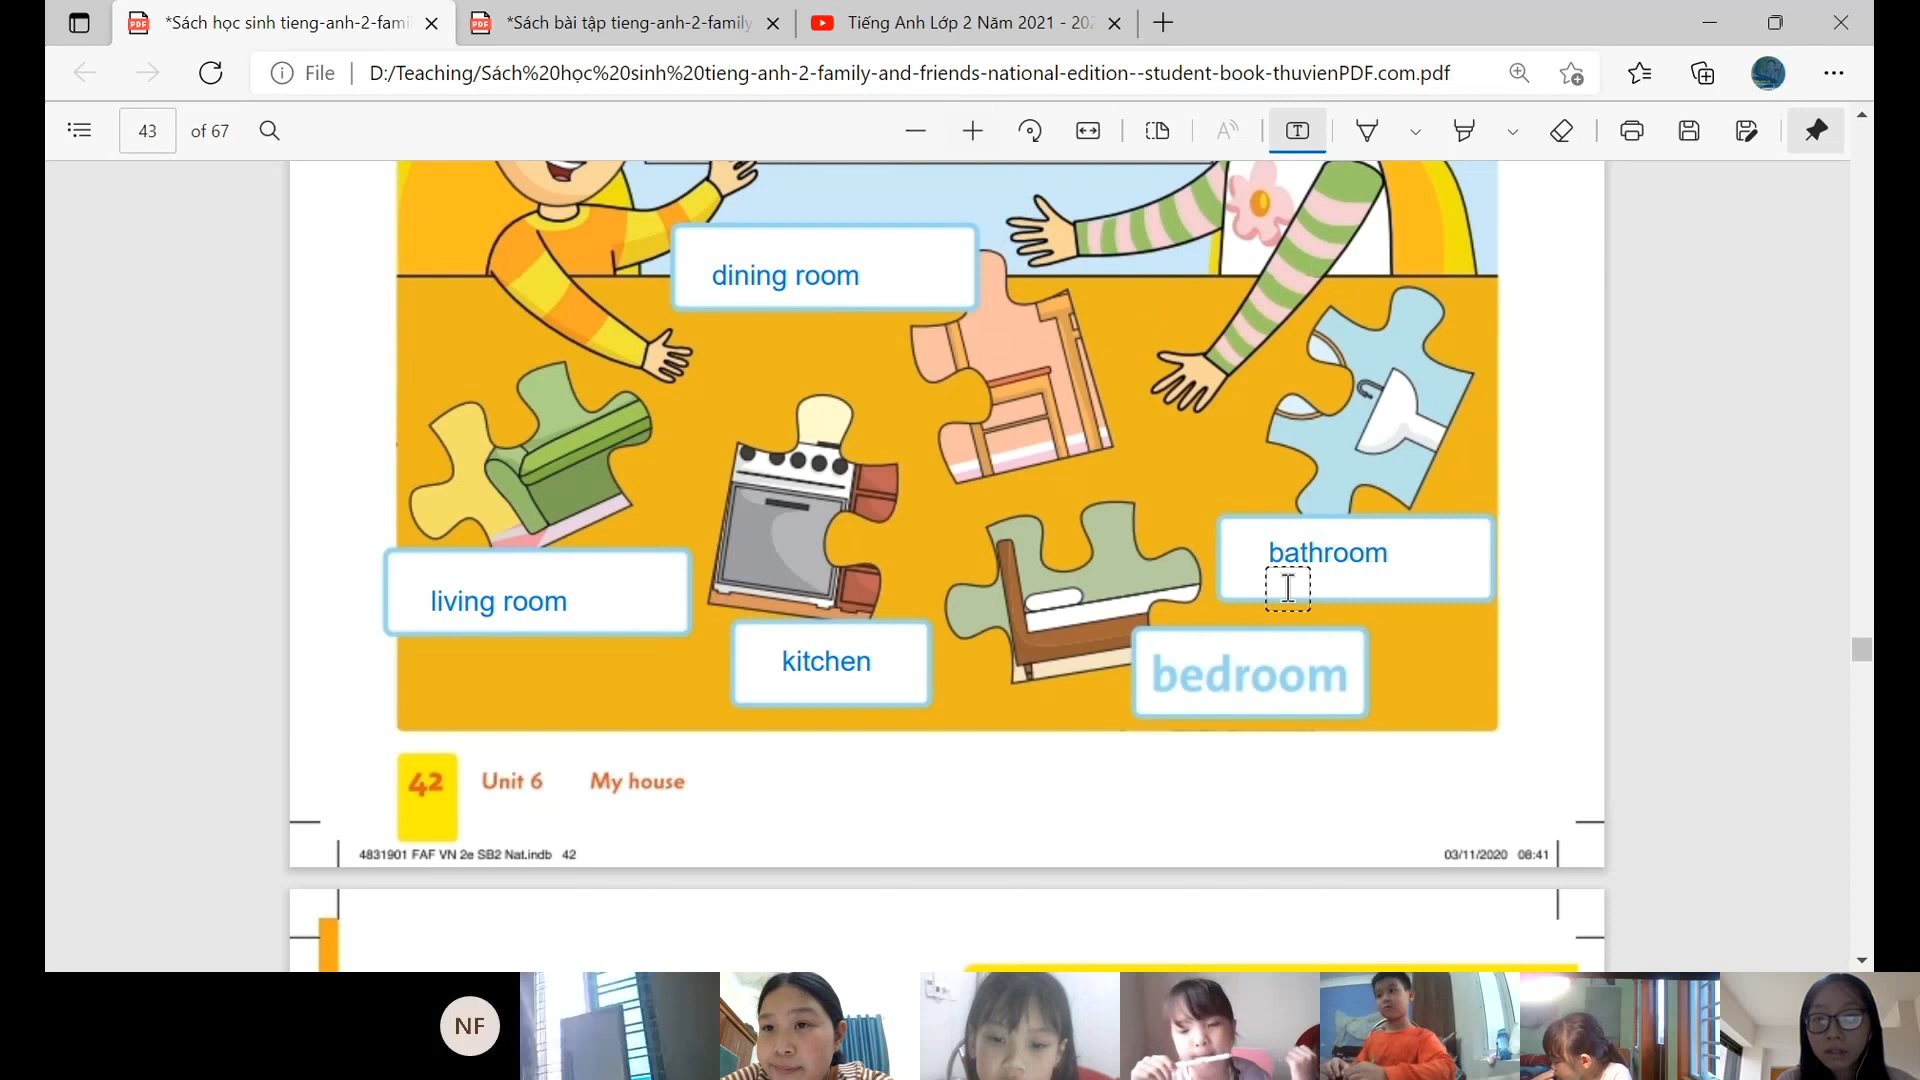 *Sách học sinh tieng-anh-2-fami
*Sách bài tập tieng-anh-2-family
Tiếng Anh Lớp 2 Năm 2021 - 202
File
D:/Teaching/Sách%20học%20sinh%20tieng-anh-2-family-and-friends-national-edition--student-book-thuvienPDF.com.pdf
43 of 67
dining room
bathroom
living room
kitchen
bedroom
42 Unit 6 My house
4831901 FAF VN 2e SB2 Nat.indb 42
03/11/2020 08:41
NF